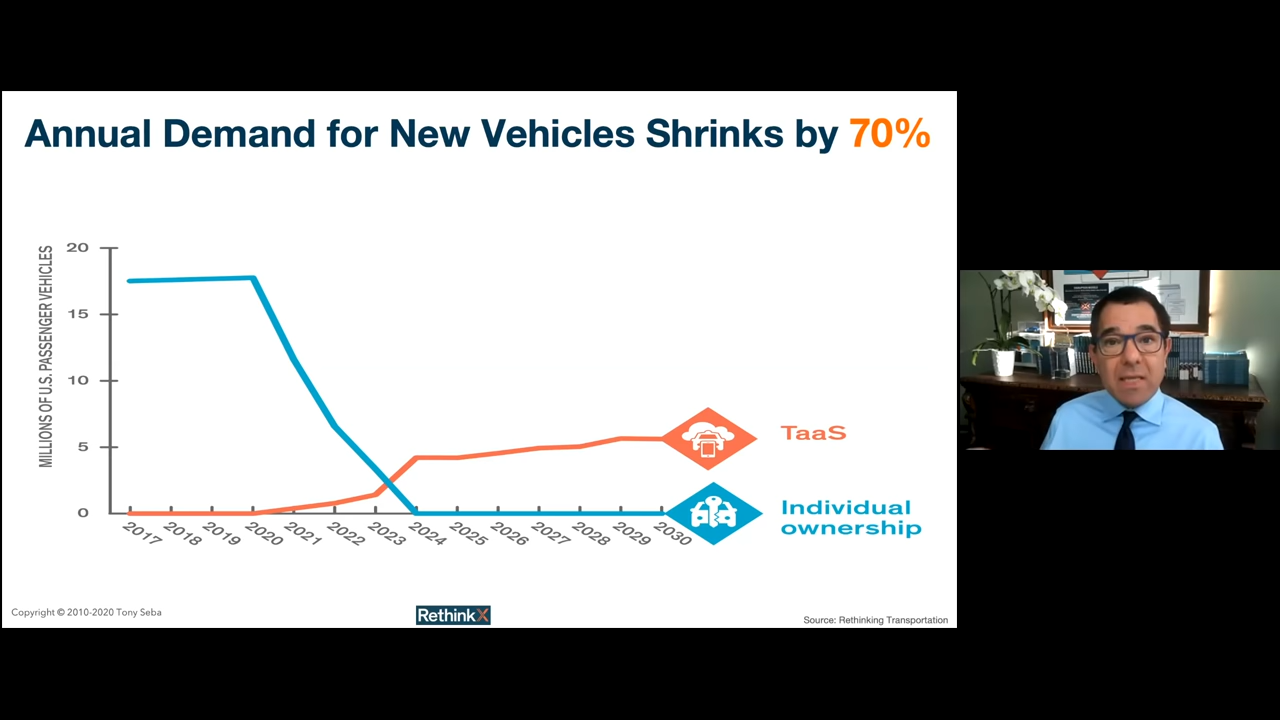 Annual Demand for New Vehicles Shrinks by 70%
MILLIONS OF U.S. PASSENGER VEHICLES
20
15
10
5
0
2017
2018
2019
2020
2021
2022
2023
2024
2025
2026
2027
2028
2029
2030
TaaS
Individual
ownership
Copyright © 2010-2020 Tony Seba
RethinkX
Source: Rethinking Transportation